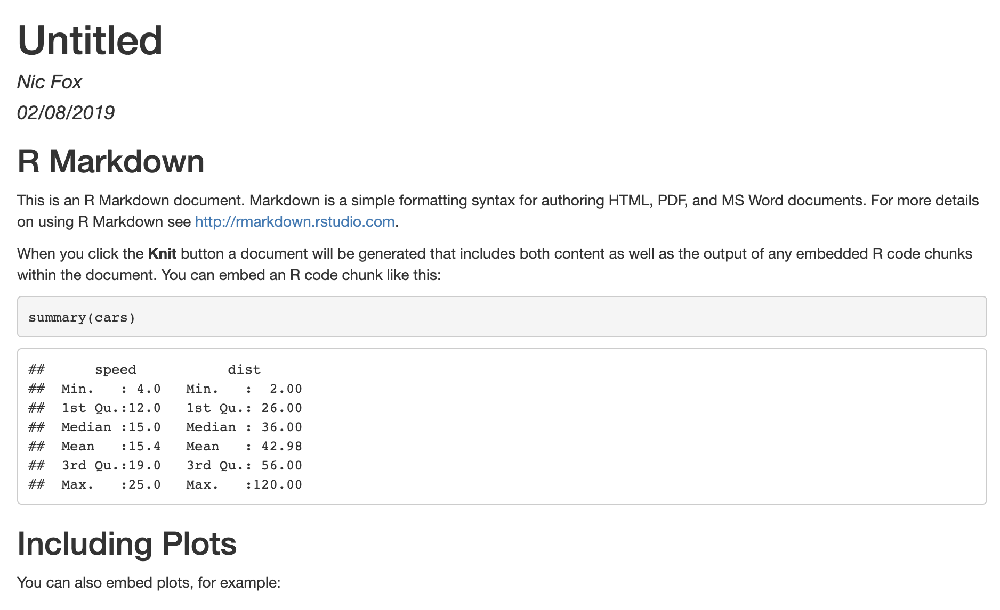 Untitled
Nic Fox
02/08/2019
R Markdown
This is an R Markdown document. Markdown is a simple formatting syntax for authoring HTML, PDF, and MS Word documents. For more details
on using R Markdown see http://rmarkdown.rstudio.com.
When you click the Knit button a document will be generated that includes both content as well as the output of any embedded R code chunks
within the document. You can embed an R code chunk like this:
summary(cars)
##      speed           dist
##  Min.   : 4.0   Min.   :  2.00
##  1st Qu.:12.0   1st Qu.: 26.00
##  Median :15.0   Median : 36.00
##  Mean   :15.4   Mean   : 42.98
##  3rd Qu.:19.0   3rd Qu.: 56.00
##  Max.   :25.0   Max.   :120.00
Including Plots
You can also embed plots, for example: